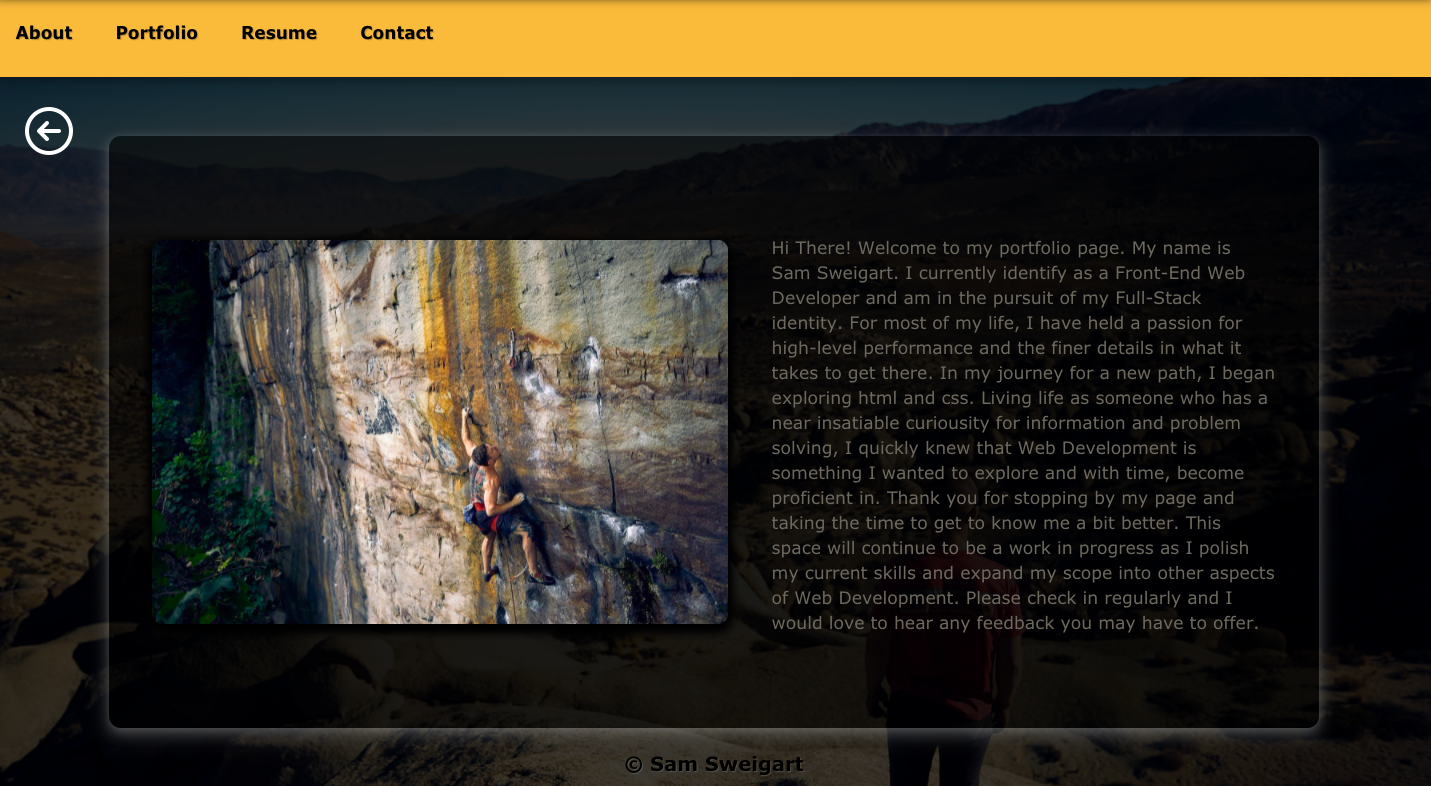 About Portfolio Resume Contact
Hi There! Welcome to my portfolio page. My name is
Sam Sweigart. I currently identify as a Front-End Web
Developer and am in the pursuit of my Full-Stack
identity. For most of my life, I have held a passion for
high-level performance and the finer details in what it
takes to get there. In my journey for a new path, I began
exploring html and css. Living life as someone who has a
near insatiable curiousity for information and problem
solving, I quickly knew that Web Development is
something I wanted to explore and with time, become
proficient in. Thank you for stopping by my page and
taking the time to get to know me a bit better. This
space will continue to be a work in progress as I polish
my current skills and expand my scope into other aspects
of Web Development. Please check in regularly and I
would love to hear any feedback you may have to offer.
© Sam Sweigart